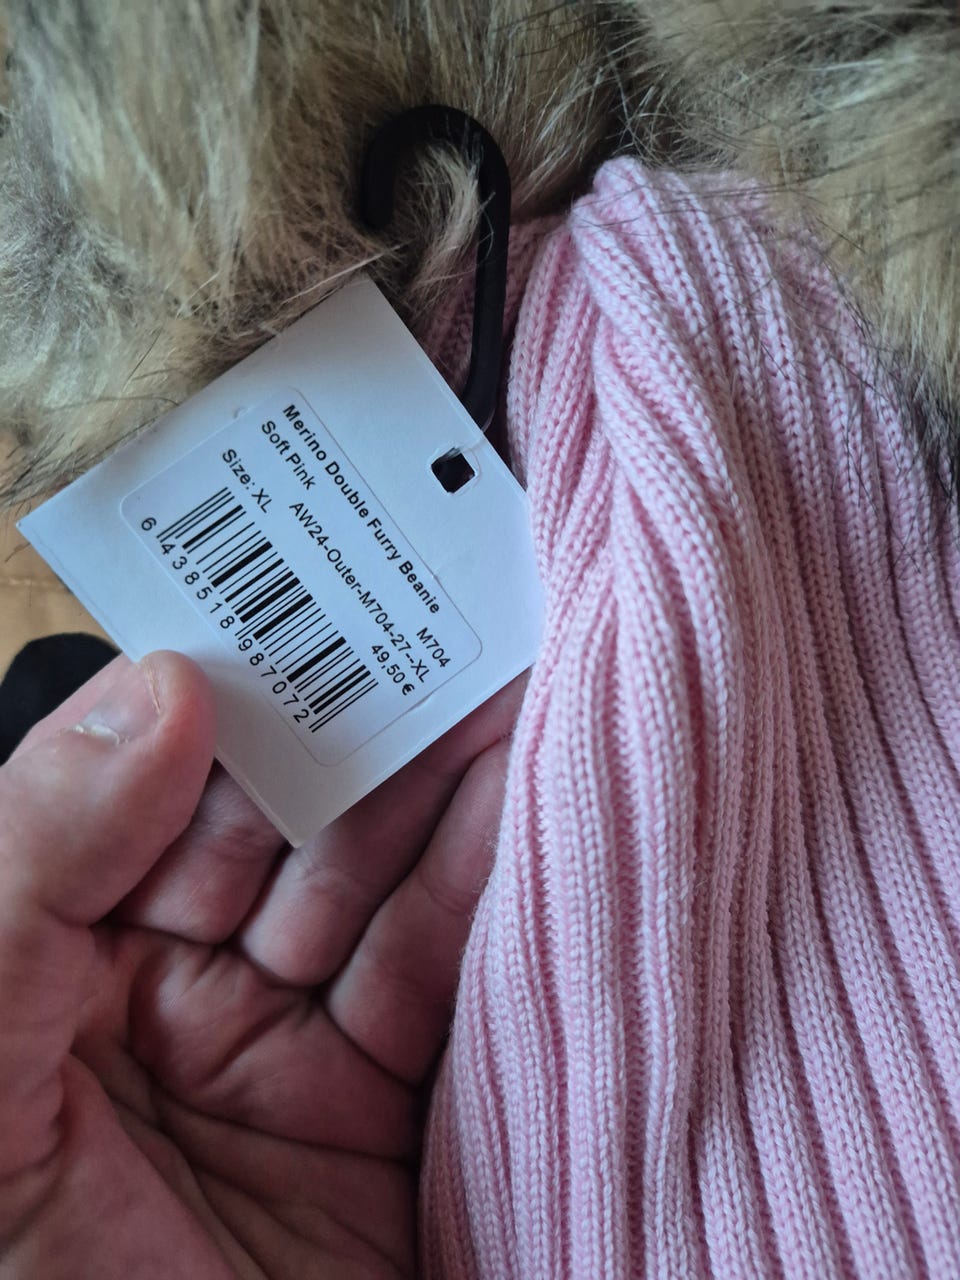 Merino Double Furry Beanie
Soft Pink M704
Size: XL AW24-Outer-M704-27--XL
49,50 €
6 438518 987072